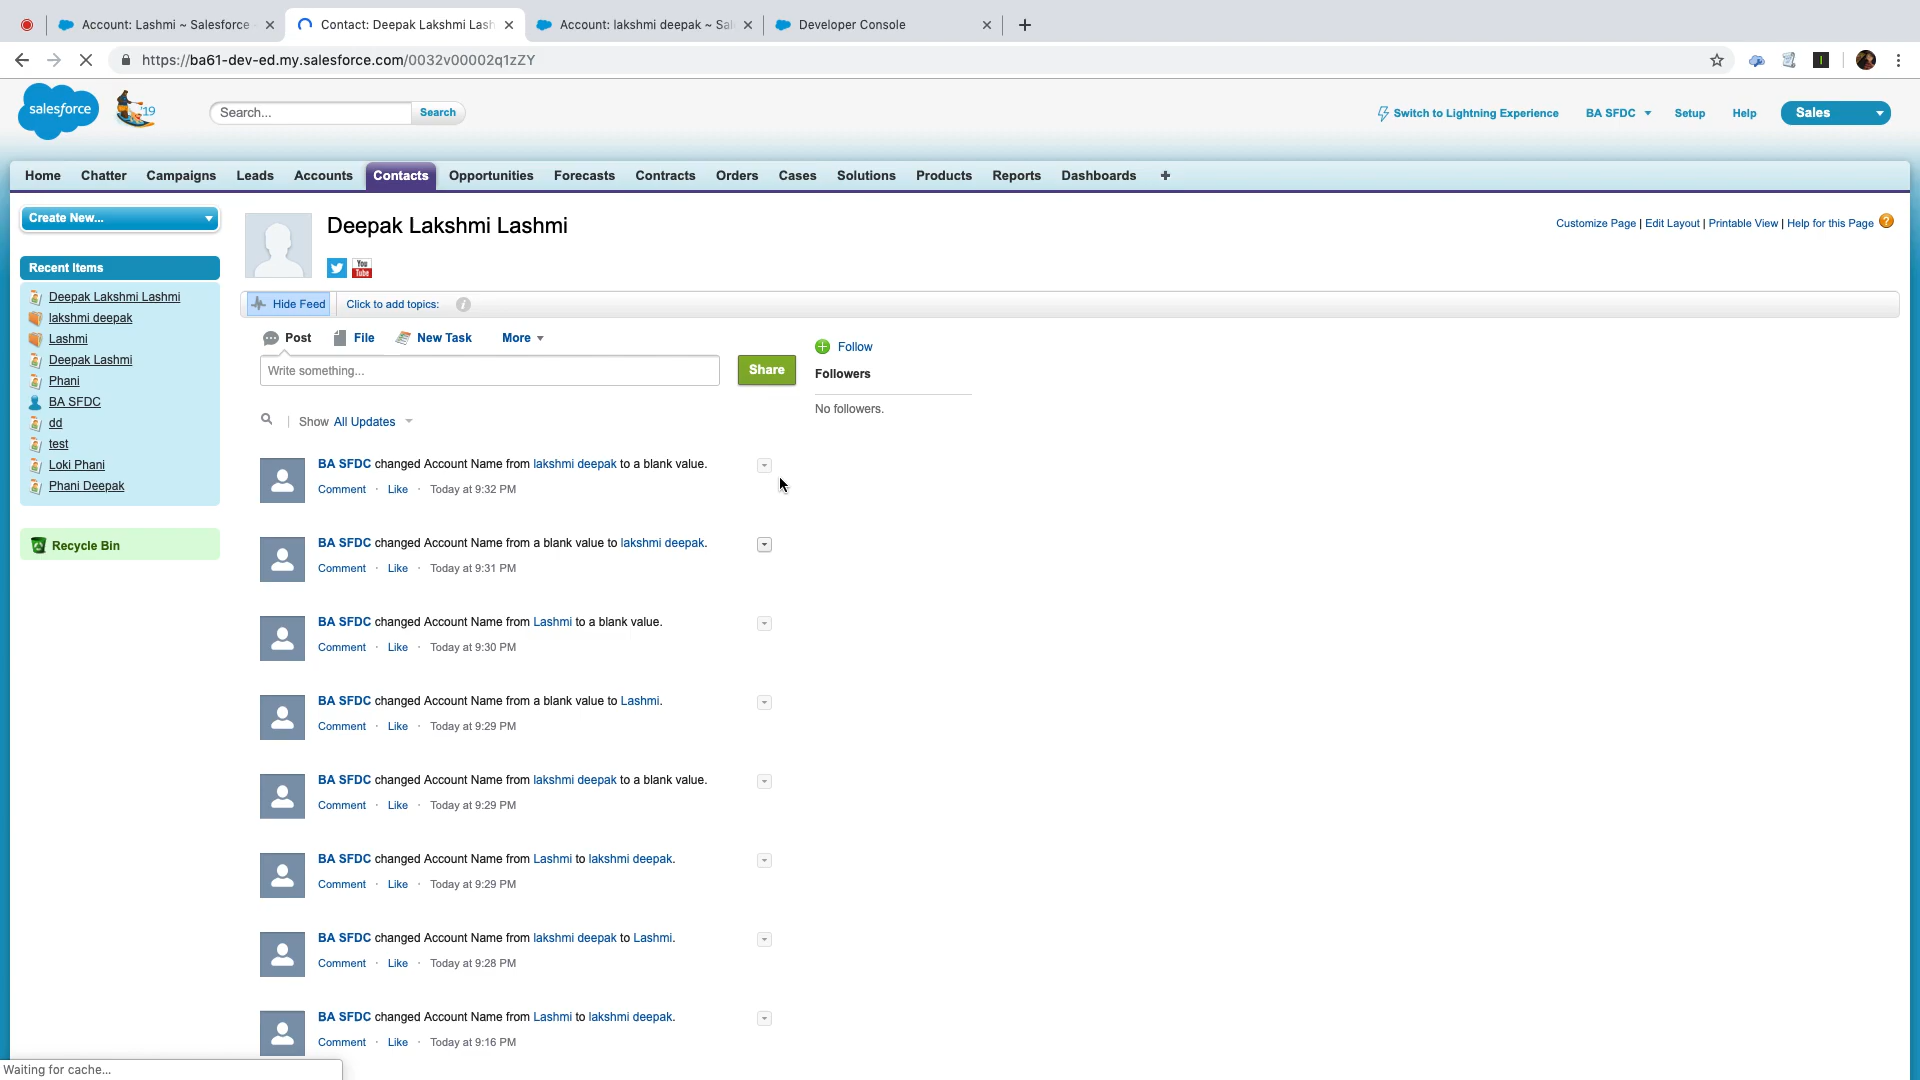 Account: Lashmi ~ Salesforce
Contact: Deepak Lakshmi Lash
Account: lakshmi deepak ~ Sal
Developer Console
https://ba61-dev-ed.my.salesforce.com/0032v00002q1zZY
salesforce
'19
Search...
Search
Switch to Lightning Experience
BA SFDC
Setup
Help
Sales
Home
Chatter
Campaigns
Leads
Accounts
Contacts
Opportunities
Forecasts
Contracts
Orders
Cases
Solutions
Products
Reports
Dashboards
+
Create New...
Recent Items
Deepak Lakshmi Lashmi
lakshmi deepak
Lashmi
Deepak Lashmi
Phani
BA SFDC
dd
test
Loki Phani
Phani Deepak
Recycle Bin
Deepak Lakshmi Lashmi
You
Tube
Customize Page | Edit Layout | Printable View | Help for this Page ?
Hide Feed
Click to add topics:
i
Post
File
New Task
More
Write something...
Share
Show All Updates
Follow
Followers
No followers.
BA SFDC changed Account Name from lakshmi deepak to a blank value.
Comment · Like · Today at 9:32 PM
BA SFDC changed Account Name from a blank value to lakshmi deepak.
Comment · Like · Today at 9:31 PM
BA SFDC changed Account Name from Lashmi to a blank value.
Comment · Like · Today at 9:30 PM
BA SFDC changed Account Name from a blank value to Lashmi.
Comment · Like · Today at 9:29 PM
BA SFDC changed Account Name from lakshmi deepak to a blank value.
Comment · Like · Today at 9:29 PM
BA SFDC changed Account Name from Lashmi to lakshmi deepak.
Comment · Like · Today at 9:29 PM
BA SFDC changed Account Name from lakshmi deepak to Lashmi.
Comment · Like · Today at 9:28 PM
BA SFDC changed Account Name from Lashmi to lakshmi deepak.
Comment · Like · Today at 9:16 PM
Waiting for cache...